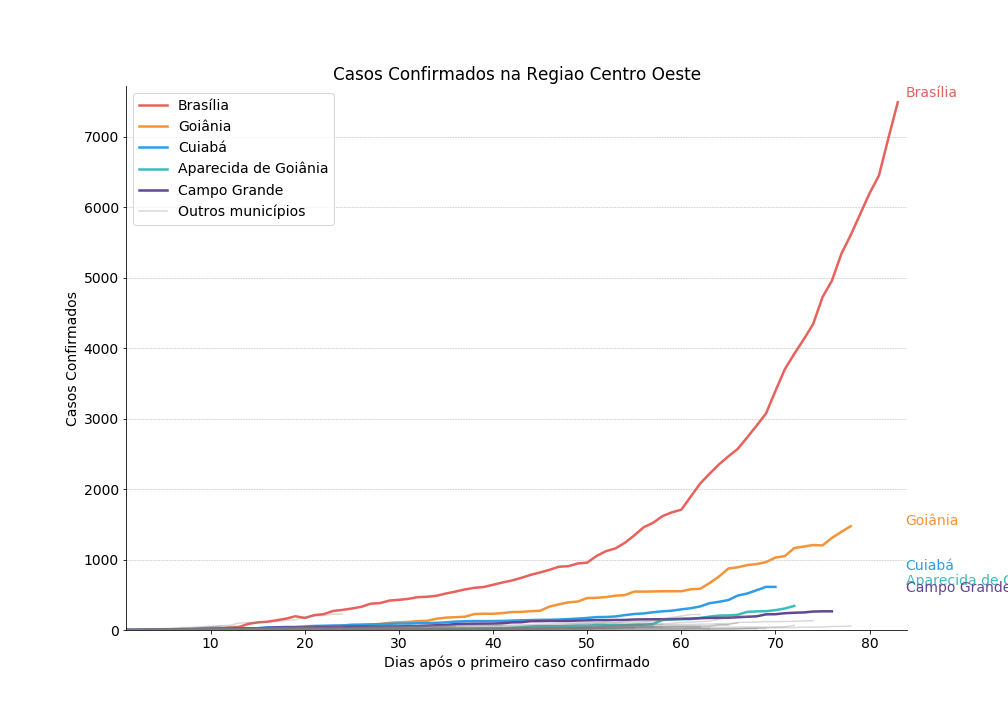 Casos Confirmados na Regiao Centro Oeste
Brasília
Goiânia
Cuiabá
Aparecida de Goiânia
Campo Grande
Outros municípios
Casos Confirmados
7000
6000
5000
4000
3000
2000
1000
0
10
20
30
40
50
60
70
80
Dias após o primeiro caso confirmado
Brasília
Goiânia
Cuiabá
Aparecida de
Campo Grande